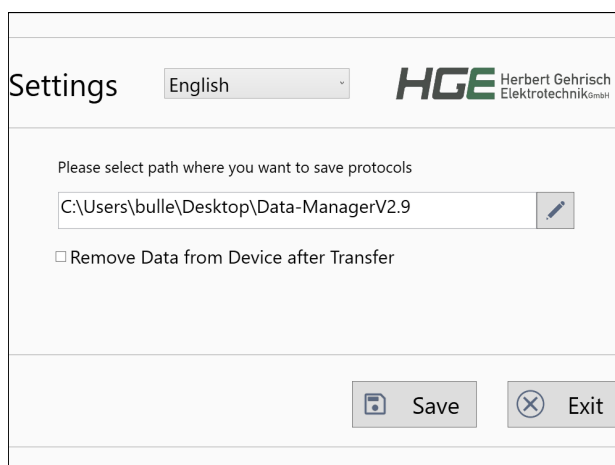 Settings
English
HGE Herbert Gehrisch
Elektrotechnik GmbH
Please select path where you want to save protocols
C:\Users\bulle\Desktop\Data-ManagerV2.9
Remove Data from Device after Transfer
Save
Exit